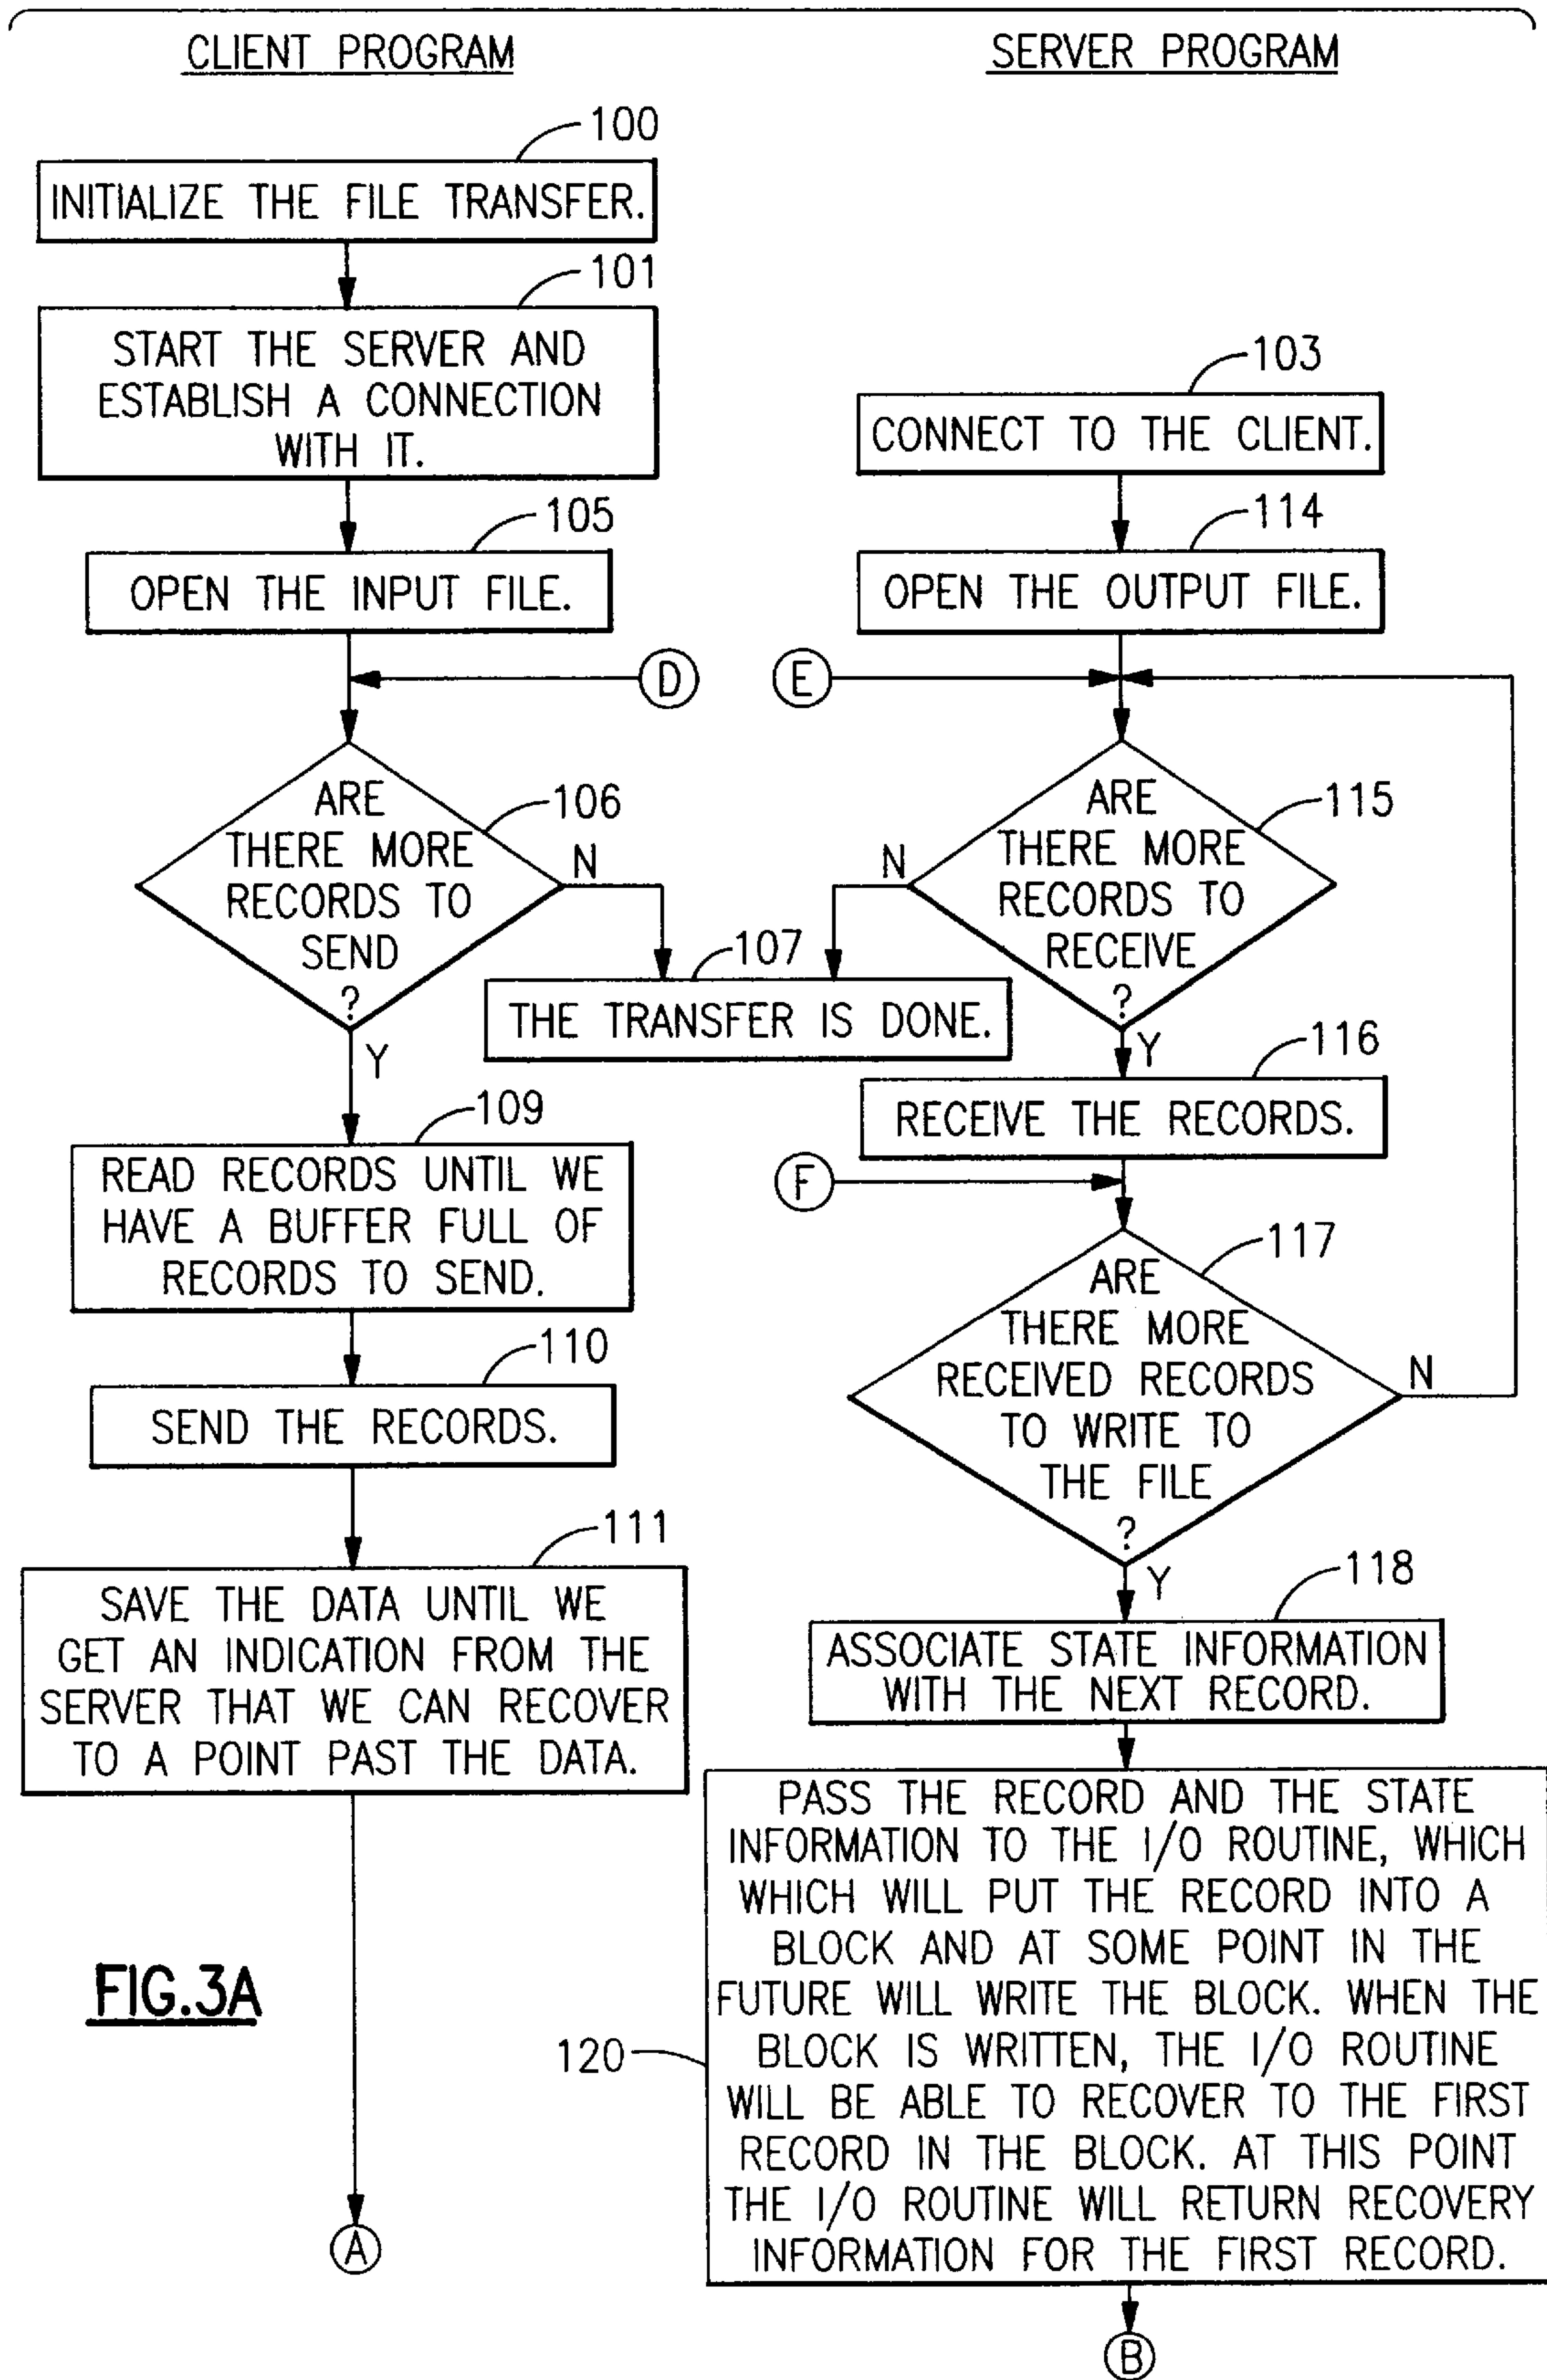 CLIENT PROGRAM
100
INITIALIZE THE FILE TRANSFER.
101
START THE SERVER AND
ESTABLISH A CONNECTION
WITH IT.
105
OPEN THE INPUT FILE.
D
106
ARE
THERE MORE
RECORDS TO
SEND
?
N
Y
107
THE TRANSFER IS DONE.
109
READ RECORDS UNTIL WE
HAVE A BUFFER FULL OF
RECORDS TO SEND.
110
SEND THE RECORDS.
111
SAVE THE DATA UNTIL WE
GET AN INDICATION FROM THE
SERVER THAT WE CAN RECOVER
TO A POINT PAST THE DATA.
A
FIG.3A
SERVER PROGRAM
103
CONNECT TO THE CLIENT.
114
OPEN THE OUTPUT FILE.
E
115
ARE
THERE MORE
RECORDS TO
RECEIVE
?
N
Y
116
RECEIVE THE RECORDS.
F
117
ARE
THERE MORE
RECEIVED RECORDS
TO WRITE TO
THE FILE
?
N
Y
118
ASSOCIATE STATE INFORMATION
WITH THE NEXT RECORD.
120
PASS THE RECORD AND THE STATE
INFORMATION TO THE I/O ROUTINE, WHICH
WHICH WILL PUT THE RECORD INTO A
BLOCK AND AT SOME POINT IN THE
FUTURE WILL WRITE THE BLOCK. WHEN THE
BLOCK IS WRITTEN, THE I/O ROUTINE
WILL BE ABLE TO RECOVER TO THE FIRST
RECORD IN THE BLOCK. AT THIS POINT
THE I/O ROUTINE WILL RETURN RECOVERY
INFORMATION FOR THE FIRST RECORD.
B